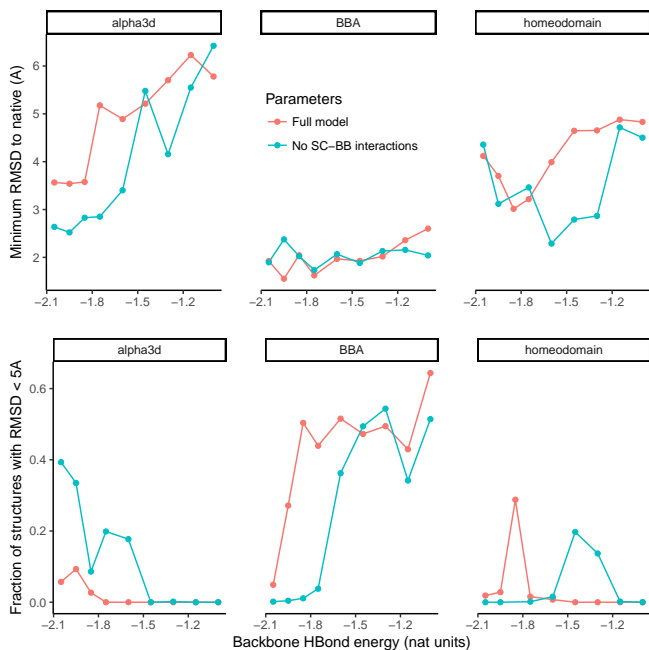 alpha3d BBA homeodomain
Minimum RMSD to native (A)
6
5
4
3
2
Parameters
Full model
No SC−BB interactions
−2.1 −1.8 −1.5 −1.2 −2.1 −1.8 −1.5 −1.2 −2.1 −1.8 −1.5 −1.2
alpha3d BBA homeodomain
Fraction of structures with RMSD < 5A
0.6
0.4
0.2
0.0
−2.1 −1.8 −1.5 −1.2 −2.1 −1.8 −1.5 −1.2 −2.1 −1.8 −1.5 −1.2
Backbone HBond energy (nat units)